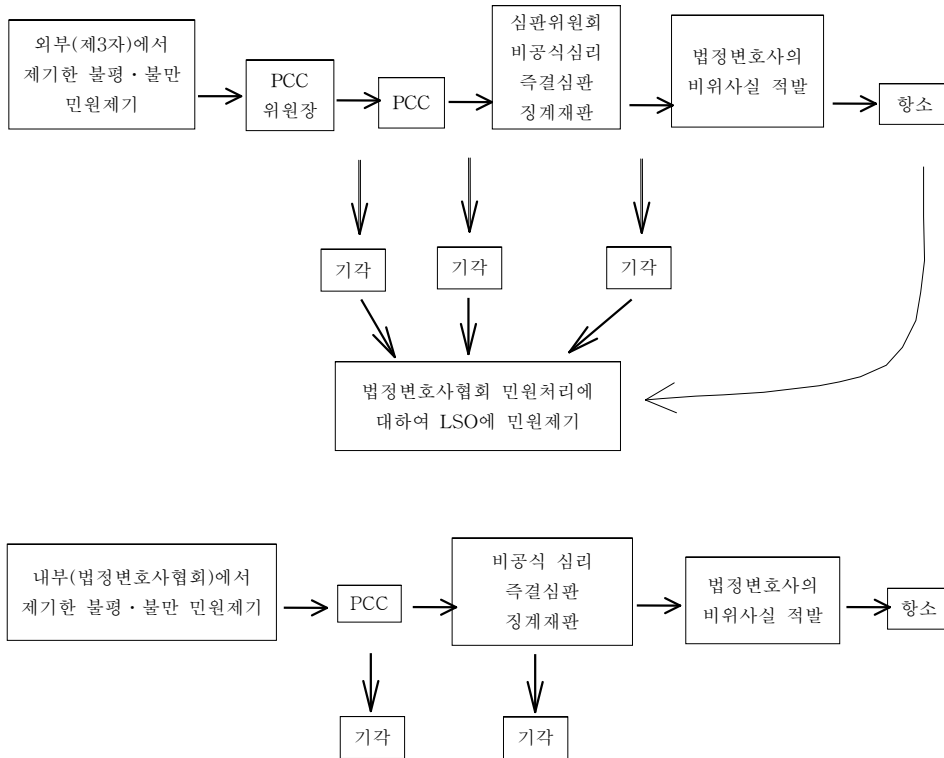 외부(제3자)에서
제기한 불평·불만
민원제기
PCC
위원장
PCC
심판위원회
비공식심리
즉결심판
징계재판
법정변호사의
비위사실 적발
항소
기각
기각
기각
법정변호사협회 민원처리에
대하여 LSO에 민원제기
내부(법정변호사협회)에서
제기한 불평·불만 민원제기
PCC
비공식 심리
즉결심판
징계재판
법정변호사의
비위사실 적발
항소
기각
기각